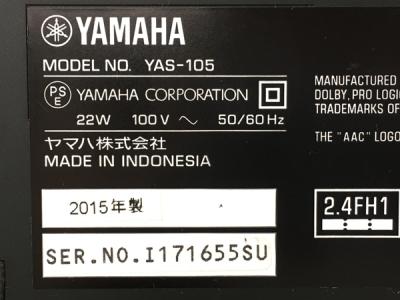 YAMAHA
MODEL NO. YAS-105
PSE YAMAHA CORPORATION
22W 100V ～ 50/60Hz
ヤマハ株式会社
MADE IN INDONESIA
2015年製
SER.NO.I171655SU
MANUFACTURED
DOLBY, PRO LOGI
TRADEMARKS OF
THE "AAC" LOGO
2.4FH1